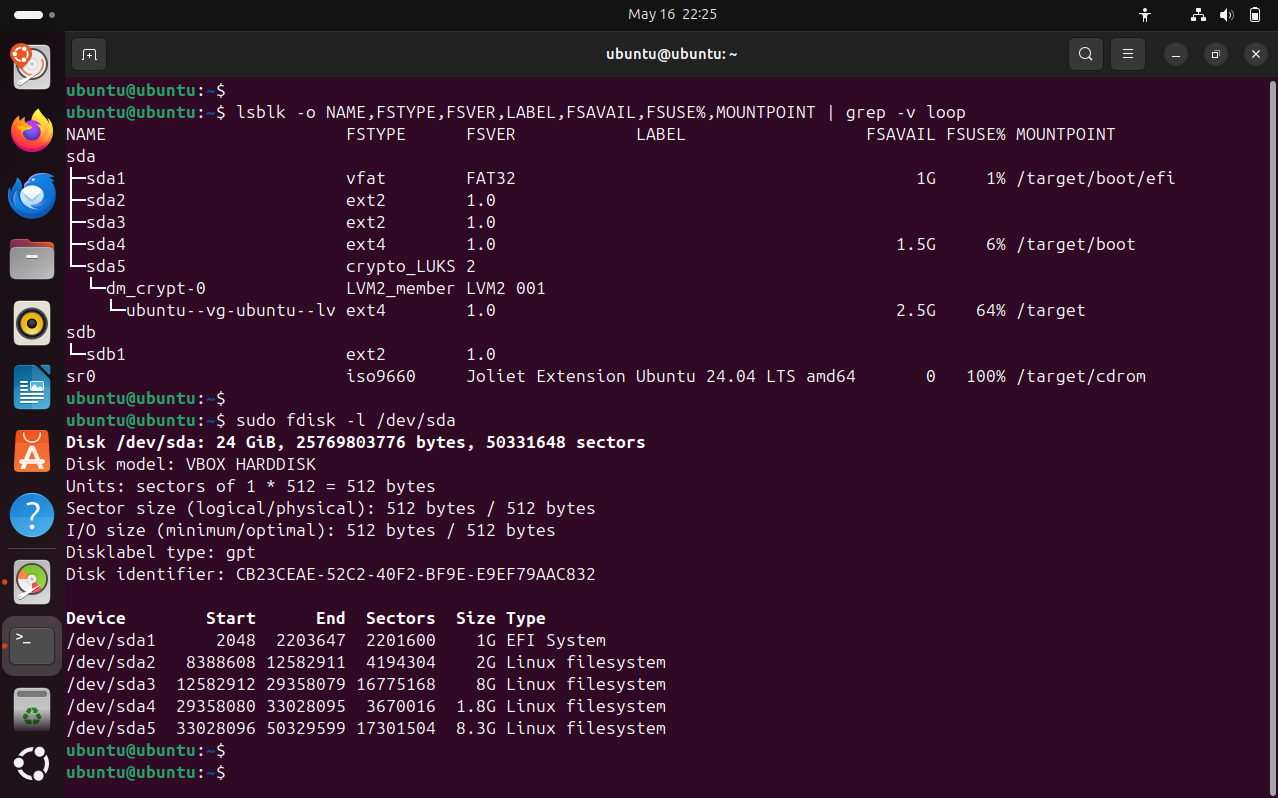 May 16 22:25
ubuntu@ubuntu: ~
ubuntu@ubuntu:~$
ubuntu@ubuntu:~$ lsblk -o NAME,FSTYPE,FSVER,LABEL,FSAVAIL,FSUSE%,MOUNTPOINT | grep -v loop
NAME FSTYPE FSVER LABEL FSAVAIL FSUSE% MOUNTPOINT
sda
├─sda1 vfat FAT32 1G 1% /target/boot/efi
├─sda2 ext2 1.0
├─sda3 ext2 1.0
├─sda4 ext4 1.0 1.5G 6% /target/boot
└─sda5 crypto_LUKS 2
└─dm_crypt-0 LVM2_member LVM2 001
└─ubuntu--vg-ubuntu--lv ext4 1.0 2.5G 64% /target
sdb
└─sdb1 ext2 1.0
sr0 iso9660 Joliet Extension Ubuntu 24.04 LTS amd64 0 100% /target/cdrom
ubuntu@ubuntu:~$
ubuntu@ubuntu:~$ sudo fdisk -l /dev/sda
Disk /dev/sda: 24 GiB, 25769803776 bytes, 50331648 sectors
Disk model: VBOX HARDDISK
Units: sectors of 1 * 512 = 512 bytes
Sector size (logical/physical): 512 bytes / 512 bytes
I/O size (minimum/optimal): 512 bytes / 512 bytes
Disklabel type: gpt
Disk identifier: CB23CEAE-52C2-40F2-BF9E-E9EF79AAC832
Device Start End Sectors Size Type
/dev/sda1 2048 2203647 2201600 1G EFI System
/dev/sda2 8388608 12582911 4194304 2G Linux filesystem
/dev/sda3 12582912 29358079 16775168 8G Linux filesystem
/dev/sda4 29358080 33028095 3670016 1.8G Linux filesystem
/dev/sda5 33028096 50329599 17301504 8.3G Linux filesystem
ubuntu@ubuntu:~$
ubuntu@ubuntu:~$